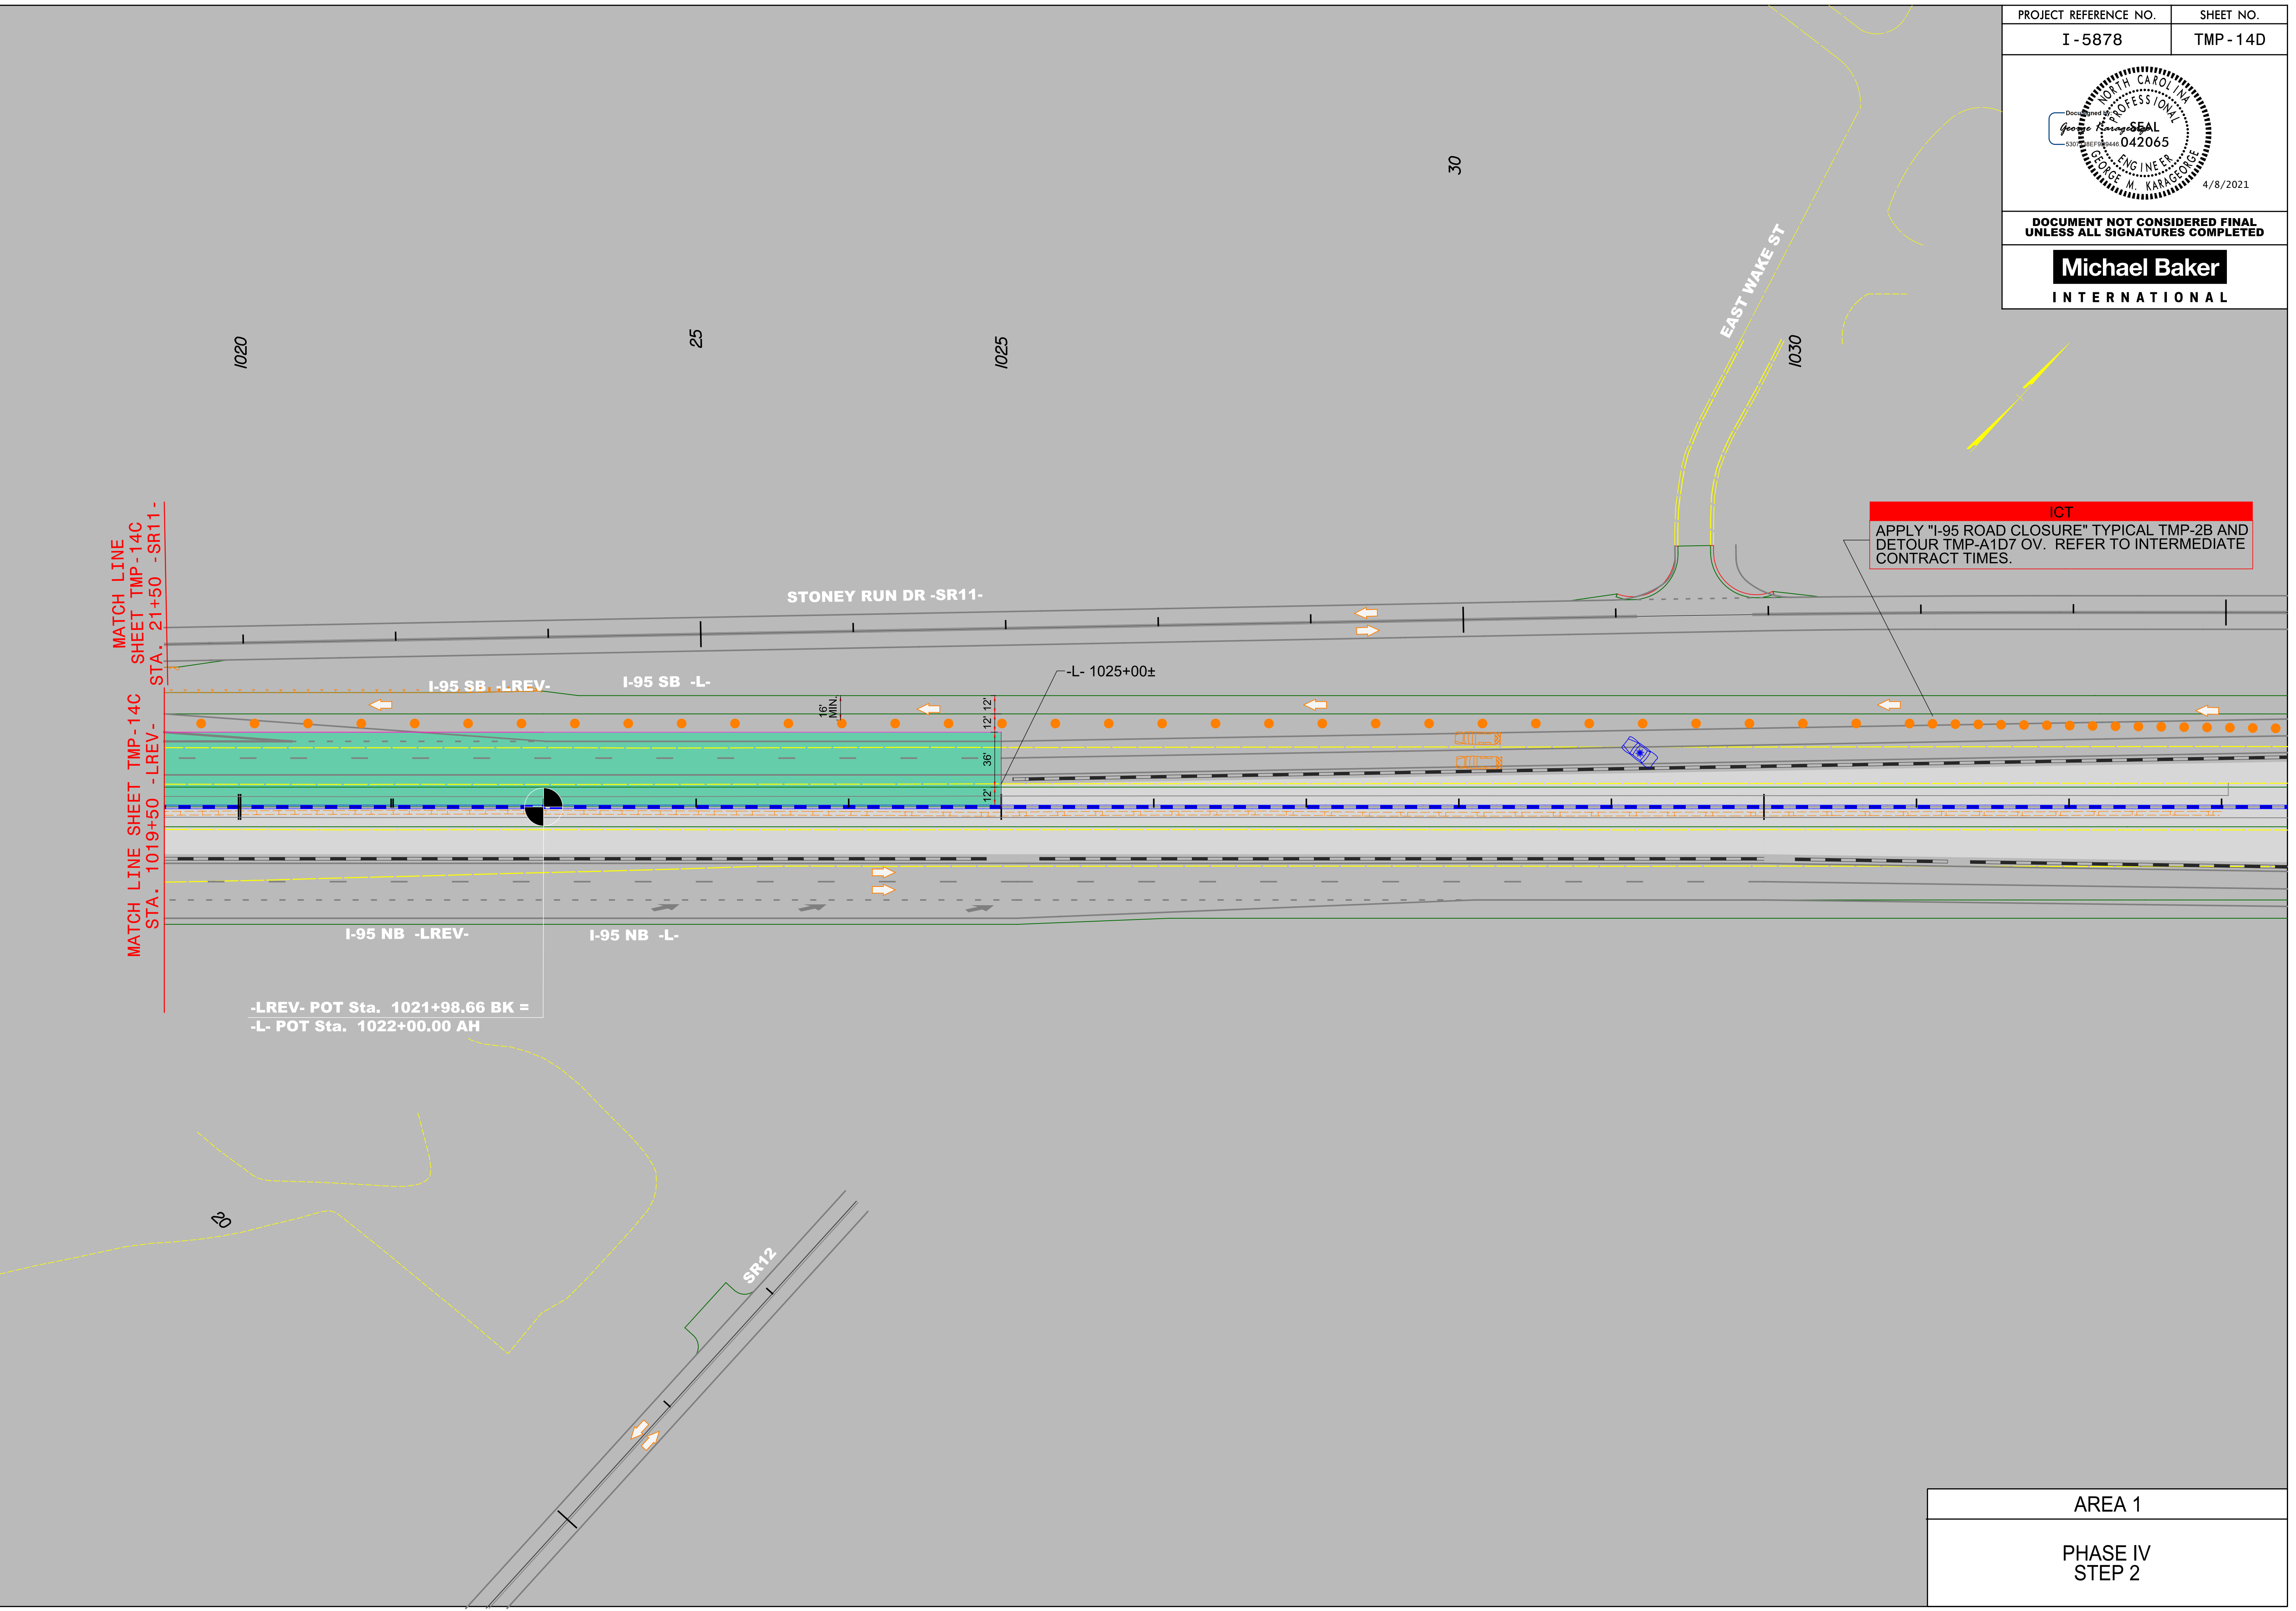 PROJECT REFERENCE NO.
SHEET NO.
I-5878
TMP-14D
NORTH CAROLINA
PROFESSIONAL
SEAL
042065
ENGINEER
GEORGE M. KARAGEORGE
4/8/2021
DOCUMENT NOT CONSIDERED FINAL
UNLESS ALL SIGNATURES COMPLETED
Michael Baker
INTERNATIONAL
30
1020
25
1025
1030
EAST WAKE ST
ICT
APPLY "I-95 ROAD CLOSURE" TYPICAL TMP-2B AND
DETOUR TMP-A1D7 OV. REFER TO INTERMEDIATE
CONTRACT TIMES.
MATCH LINE
SHEET TMP-14C
STA. 21+50 -SR11-
STONEY RUN DR -SR11-
-L- 1025+00±
I-95 SB -LREV-
I-95 SB -L-
16'
MIN.
12'
12'
36'
12'
MATCH LINE SHEET TMP-14C
STA. 1019+50 -LREV-
I-95 NB -LREV-
I-95 NB -L-
-LREV- POT Sta. 1021+98.66 BK =
-L- POT Sta. 1022+00.00 AH
20
SR12
AREA 1
PHASE IV
STEP 2